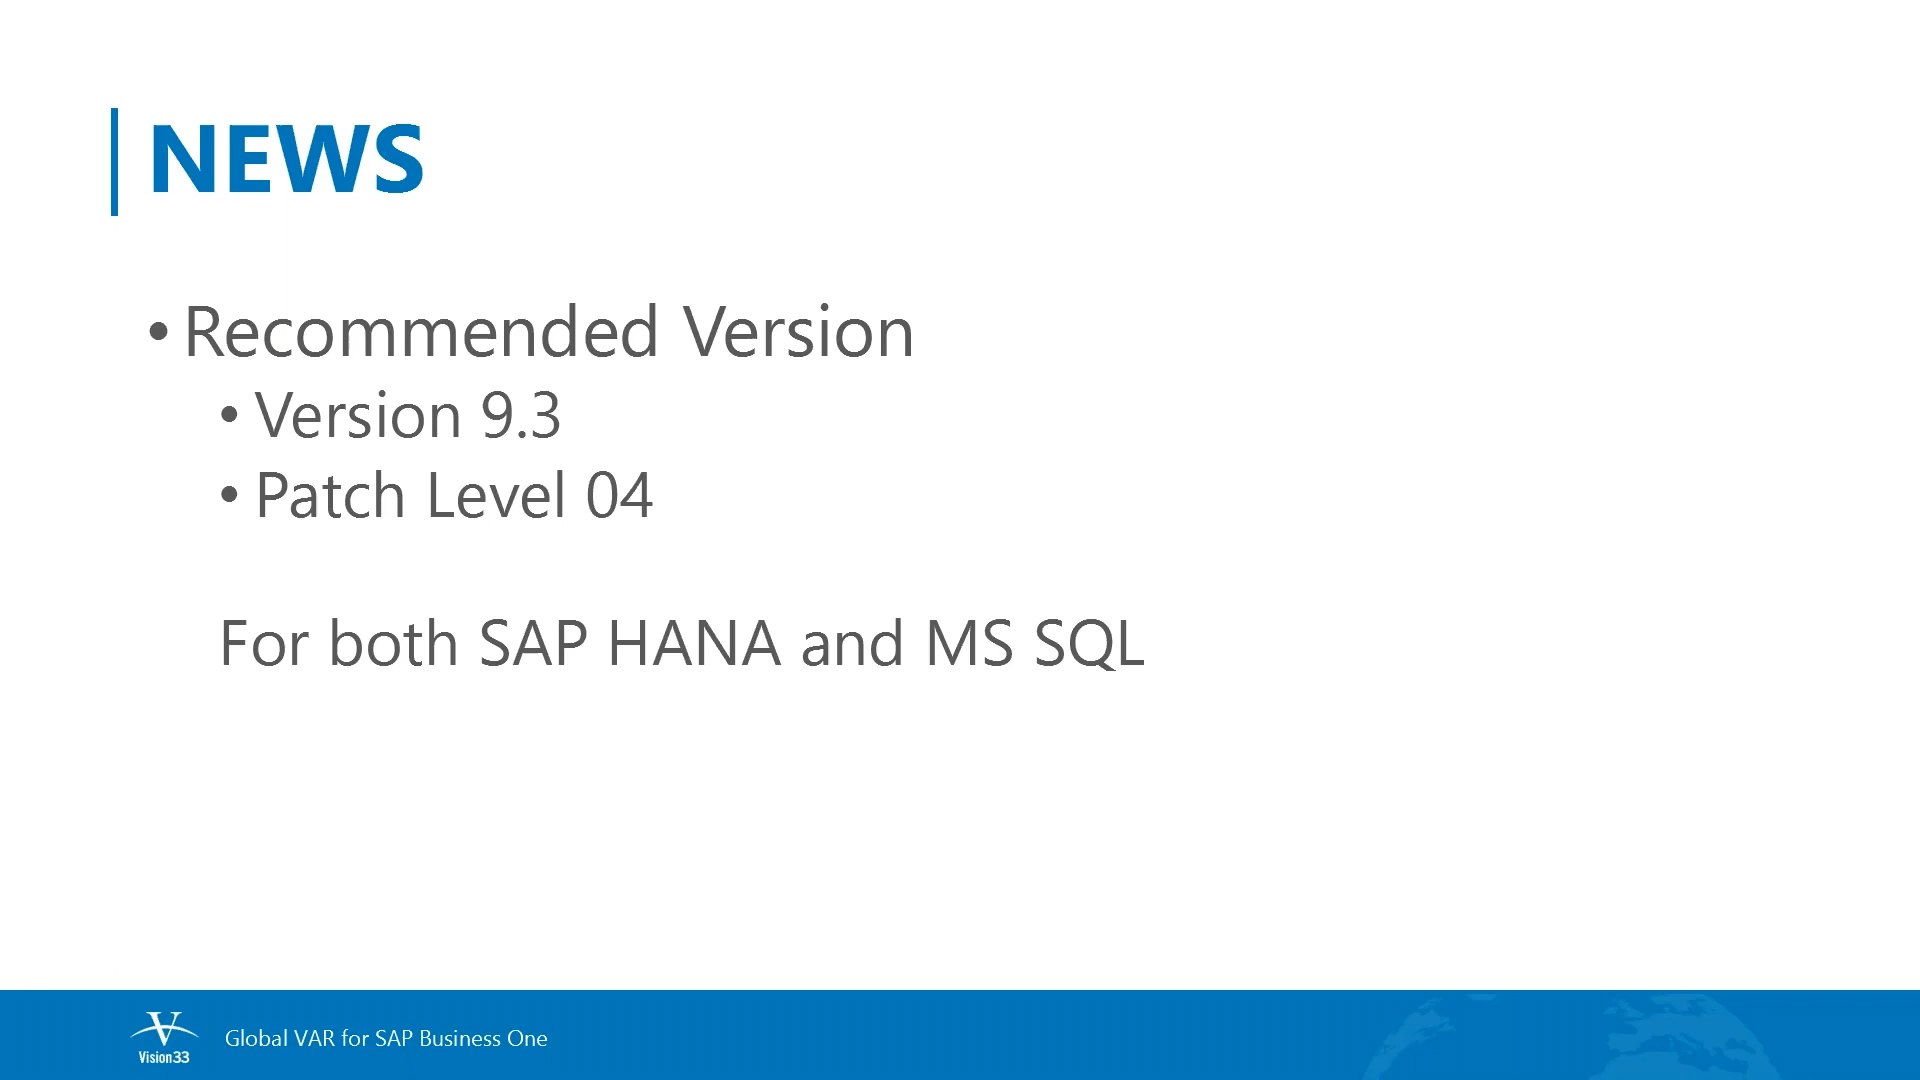 NEWS
• Recommended Version
• Version 9.3
• Patch Level 04
For both SAP HANA and MS SQL
V
Vision33
Global VAR for SAP Business One